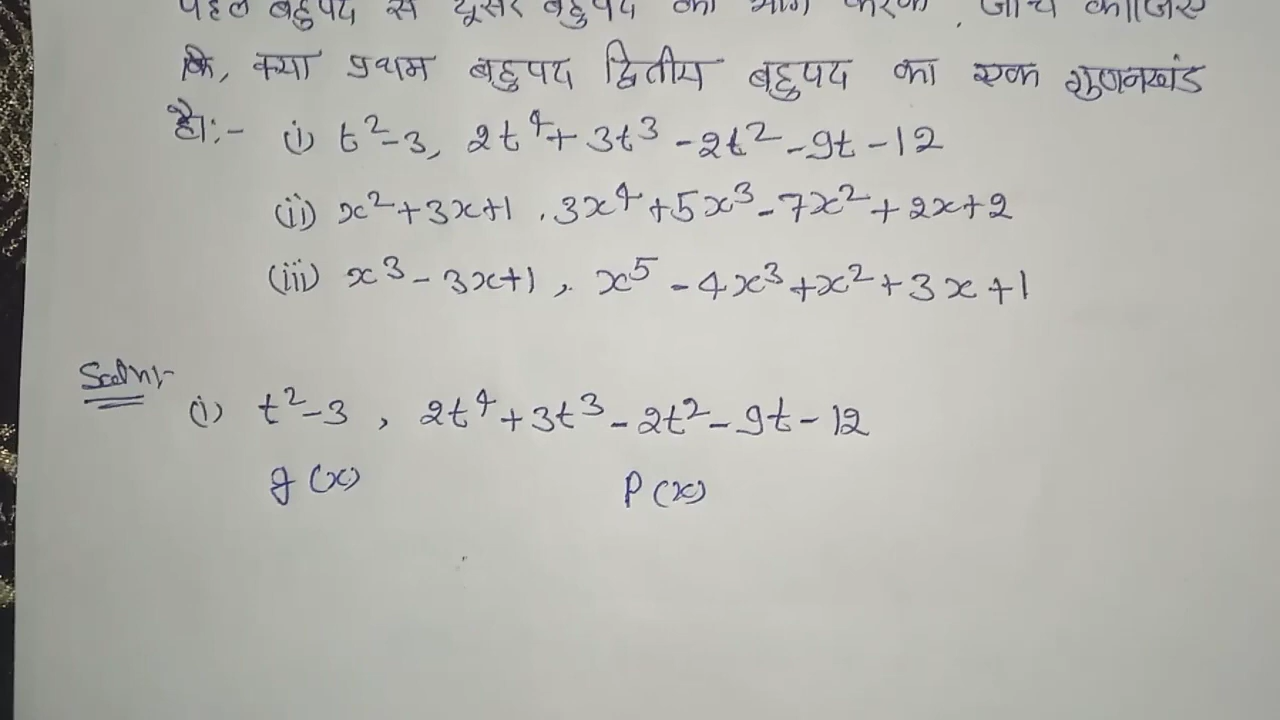 पहले बहुपद से दूसरे बहुपद को भाग करके, जाँच कीजिए
कि, क्या प्रथम बहुपद द्वितीय बहुपद का एक गुणनखंड
है:- (i) t²-3, 2t⁴+3t³-2t²-9t-12
(ii) x²+3x+1, 3x⁴+5x³-7x²+2x+2
(iii) x³-3x+1, x⁵-4x³+x²+3x+1
Soln:-
(i) t²-3, 2t⁴+3t³-2t²-9t-12
g(x) P(x)